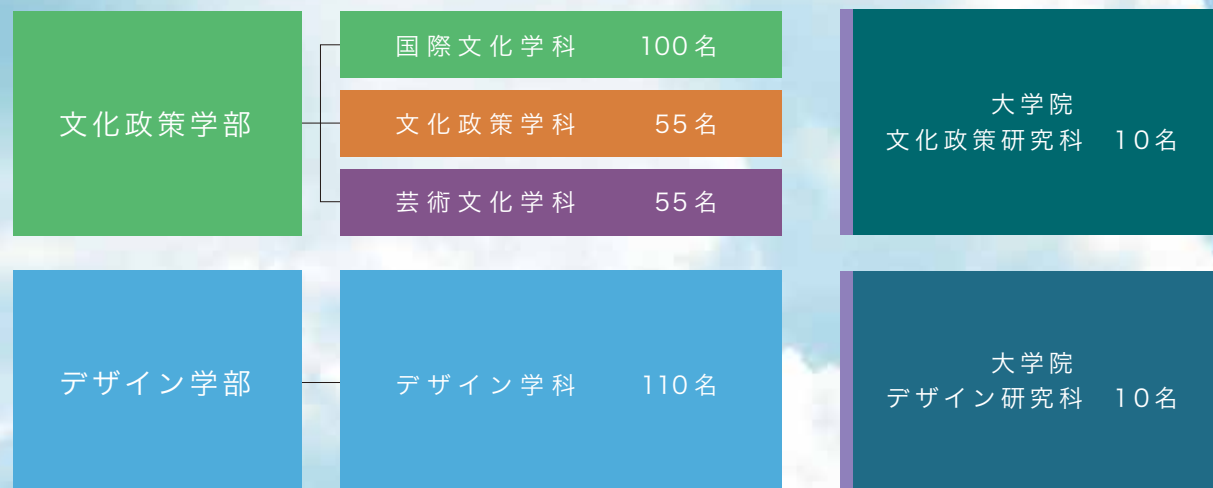 文化政策学部
国際文化学科 100名
文化政策学科 55名
芸術文化学科 55名
大学院
文化政策研究科 10名
デザイン学部
デザイン学科 110名
大学院
デザイン研究科 10名